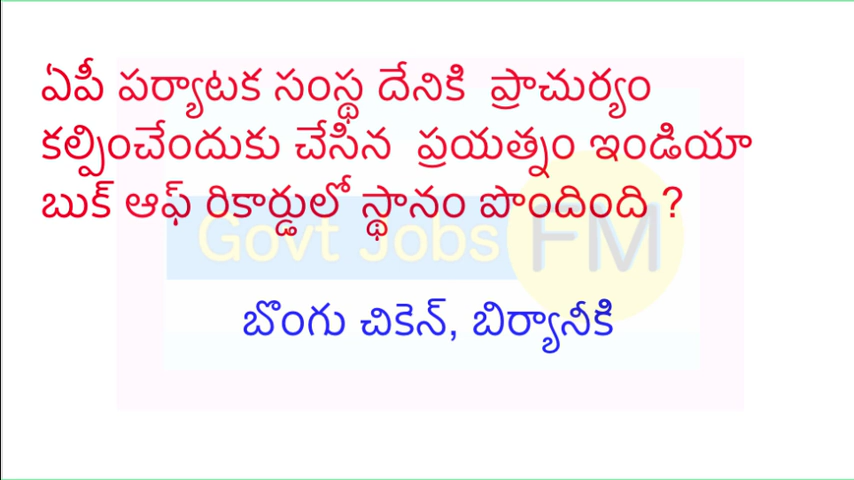 ఏపీ పర్యాటక సంస్థ దేనికి ప్రాచుర్యం
కల్పించేందుకు చేసిన ప్రయత్నం ఇండియా
బుక్ ఆఫ్ రికార్డులో స్థానం పొందింది ?
Govt Jobs FM
బొంగు చికెన్, బిర్యానీకి